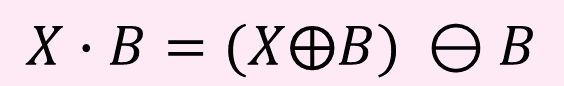 X · B = (X⊕B) ⊖ B